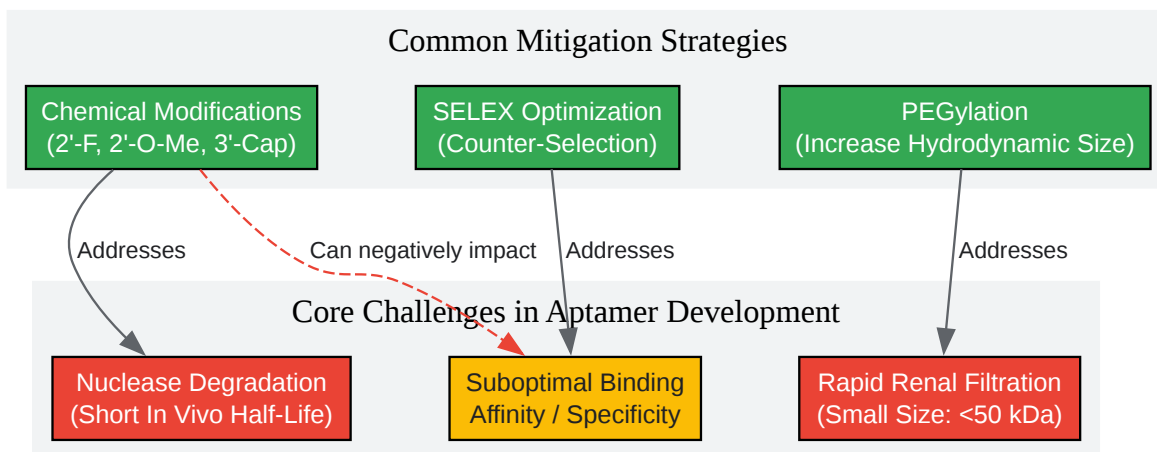 Common Mitigation Strategies
Chemical Modifications
(2'-F, 2'-O-Me, 3'-Cap)
SELEX Optimization
(Counter-Selection)
PEGylation
(Increase Hydrodynamic Size)
Addresses
Can negatively impact
Addresses
Addresses
Core Challenges in Aptamer Development
Nuclease Degradation
(Short In Vivo Half-Life)
Suboptimal Binding
Affinity / Specificity
Rapid Renal Filtration
(Small Size: <50 kDa)